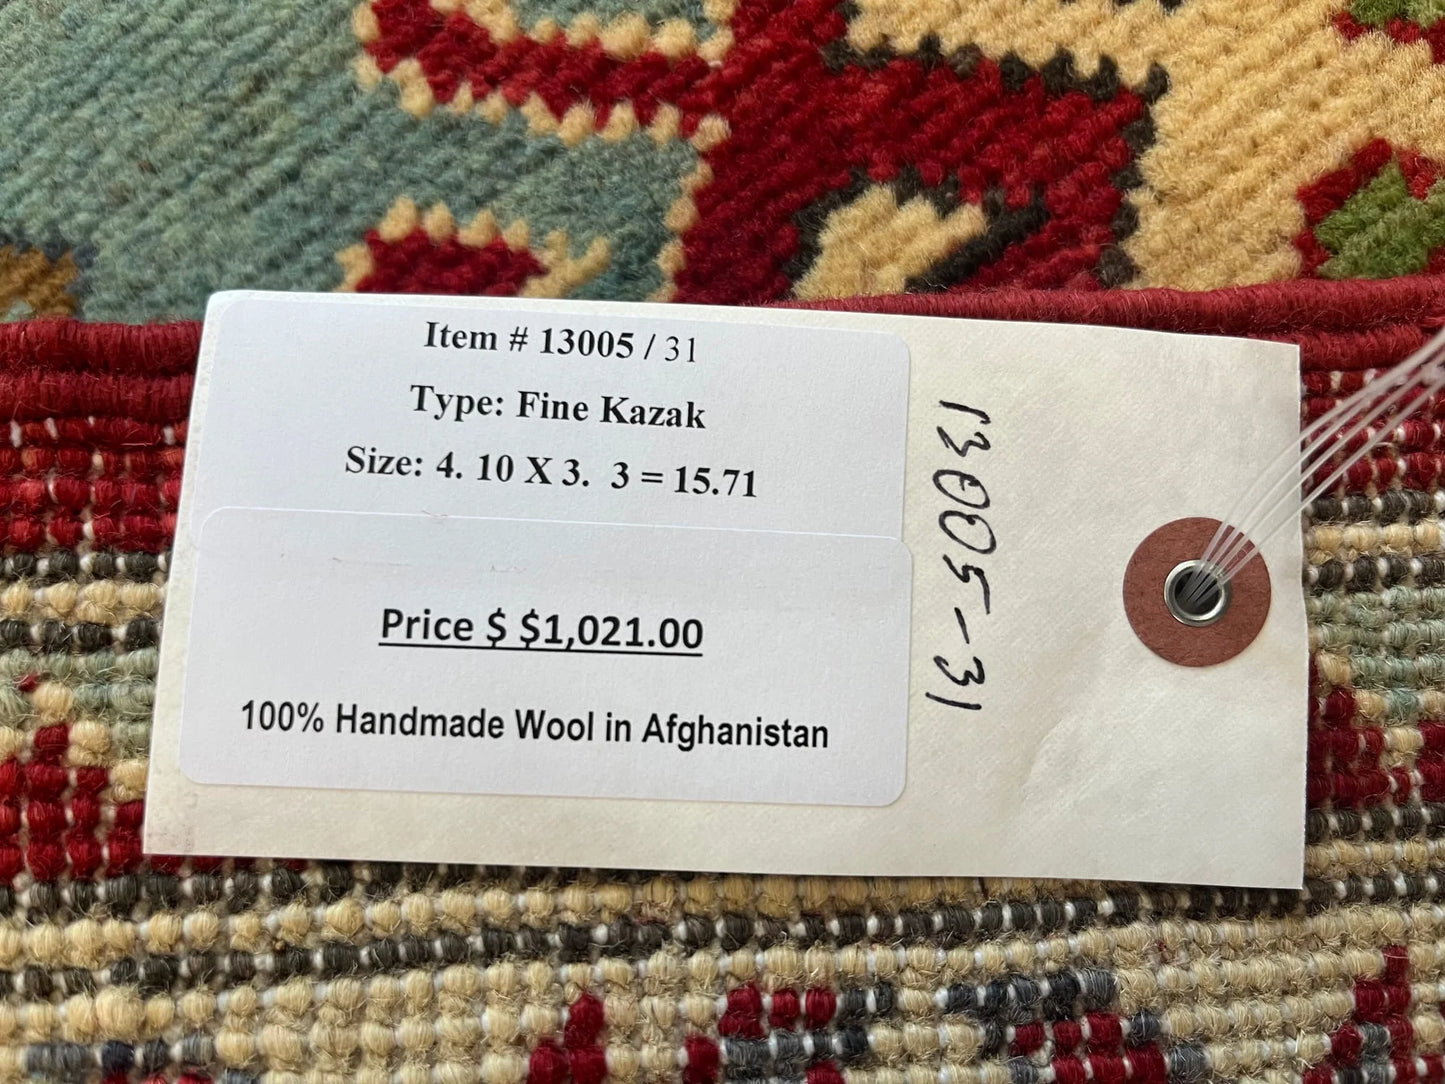 Item # 13005 / 31
Type: Fine Kazak
Size: 4. 10 X 3. 3 = 15.71
Price $ $1,021.00
100% Handmade Wool in Afghanistan
13005-31